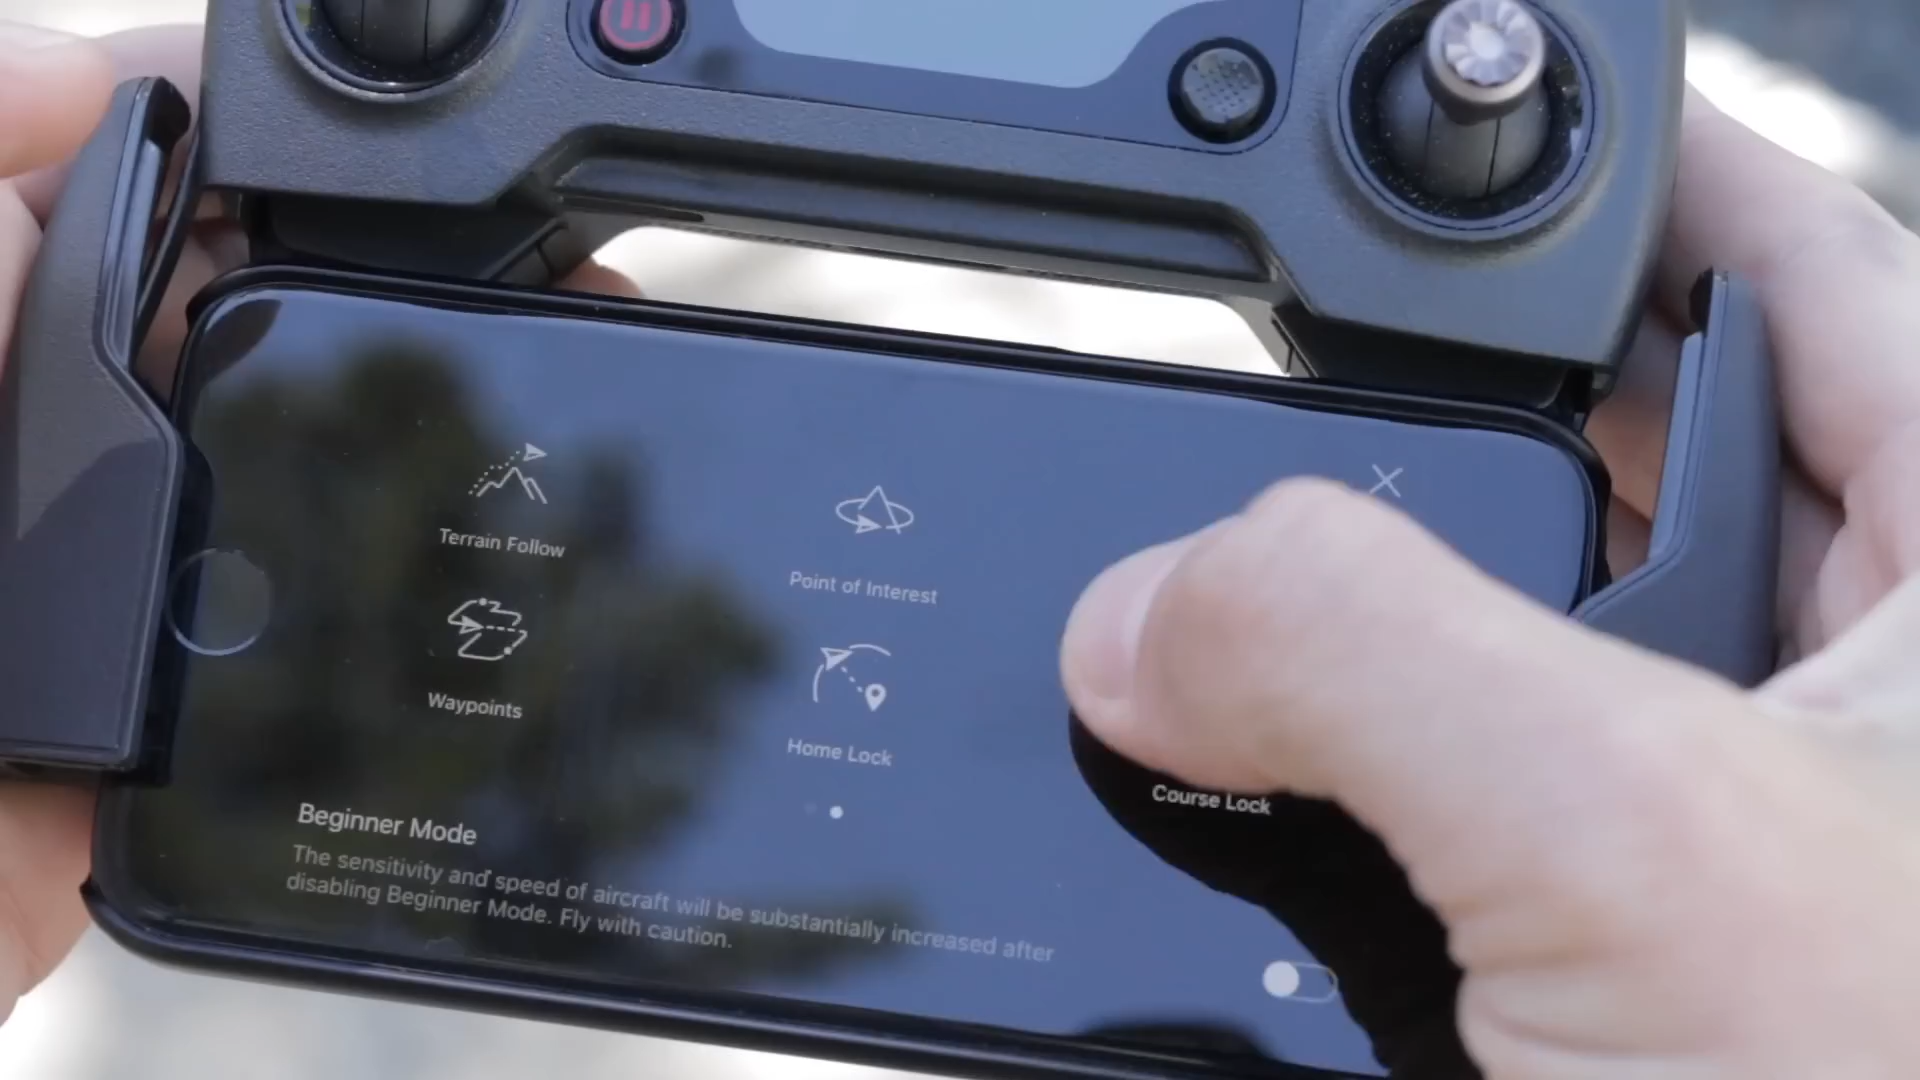 Terrain Follow
Point of Interest
Waypoints
Home Lock
Course Lock
Beginner Mode
The sensitivity and speed of aircraft will be substantially increased after
disabling Beginner Mode. Fly with caution.